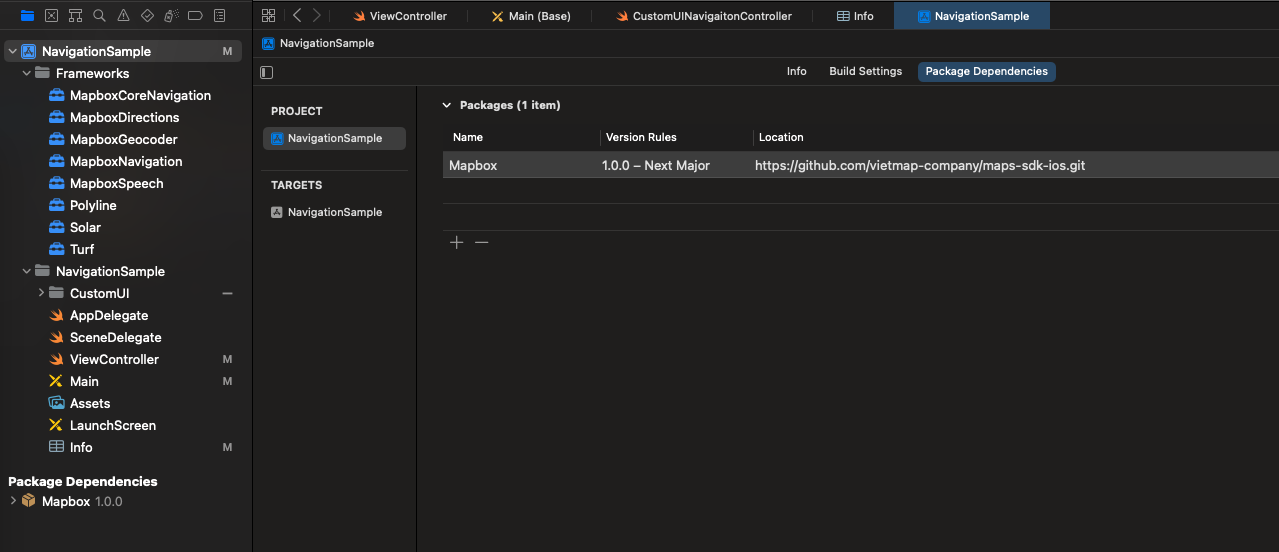 ViewController
Main (Base)
CustomUINavigaitonController
Info
NavigationSample
NavigationSample M
Frameworks
MapboxCoreNavigation
MapboxDirections
MapboxGeocoder
MapboxNavigation
MapboxSpeech
Polyline
Solar
Turf
NavigationSample
CustomUI
AppDelegate
SceneDelegate
ViewController M
Main M
Assets
LaunchScreen
Info M
Package Dependencies
Mapbox 1.0.0
NavigationSample
Info
Build Settings
Package Dependencies
PROJECT
NavigationSample
TARGETS
NavigationSample
Packages (1 item)
Name Version Rules Location
Mapbox 1.0.0 – Next Major https://github.com/vietmap-company/maps-sdk-ios.git